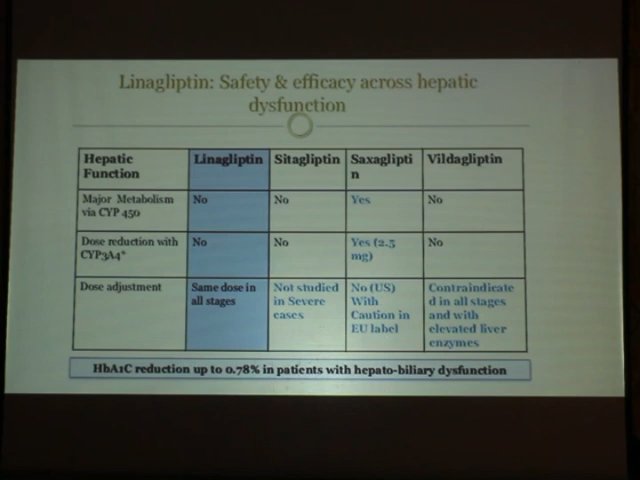 Linagliptin: Safety & efficacy across hepatic
dysfunction
Hepatic Function Linagliptin Sitagliptin Saxagliptin Vildagliptin
Major Metabolism via CYP 450 No No Yes No
Dose reduction with CYP3A4* No No Yes (2.5 mg) No
Dose adjustment Same dose in all stages Not studied in Severe cases No (US) With Caution in EU label Contraindicated in all stages and with elevated liver enzymes
HbA1C reduction up to 0.78% in patients with hepato-biliary dysfunction